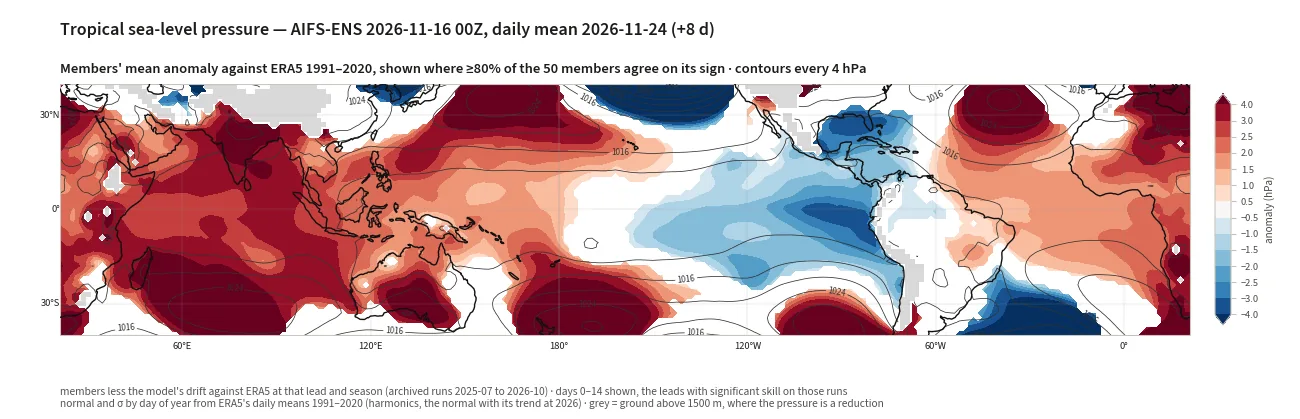 Tropical sea-level pressure — AIFS-ENS 2026-11-16 00Z, daily mean 2026-11-24 (+8 d)
Members' mean anomaly against ERA5 1991–2020, shown where ≥80% of the 50 members agree on its sign · contours every 4 hPa
30°N
0°
30°S
60°E
120°E
180°
120°W
60°W
0°
1024
1016
1016
1016
1016
1016
1016
1016
1016
1016
1016
1024
4.0
3.0
2.5
2.0
1.5
1.0
0.5
−0.5
−1.0
−1.5
−2.0
−2.5
−3.0
−4.0
anomaly (hPa)
members less the model's drift against ERA5 at that lead and season (archived runs 2025-07 to 2026-10) · days 0–14 shown, the leads with significant skill on those runs
normal and σ by day of year from ERA5's daily means 1991–2020 (harmonics, the normal with its trend at 2026) · grey = ground above 1500 m, where the pressure is a reduction